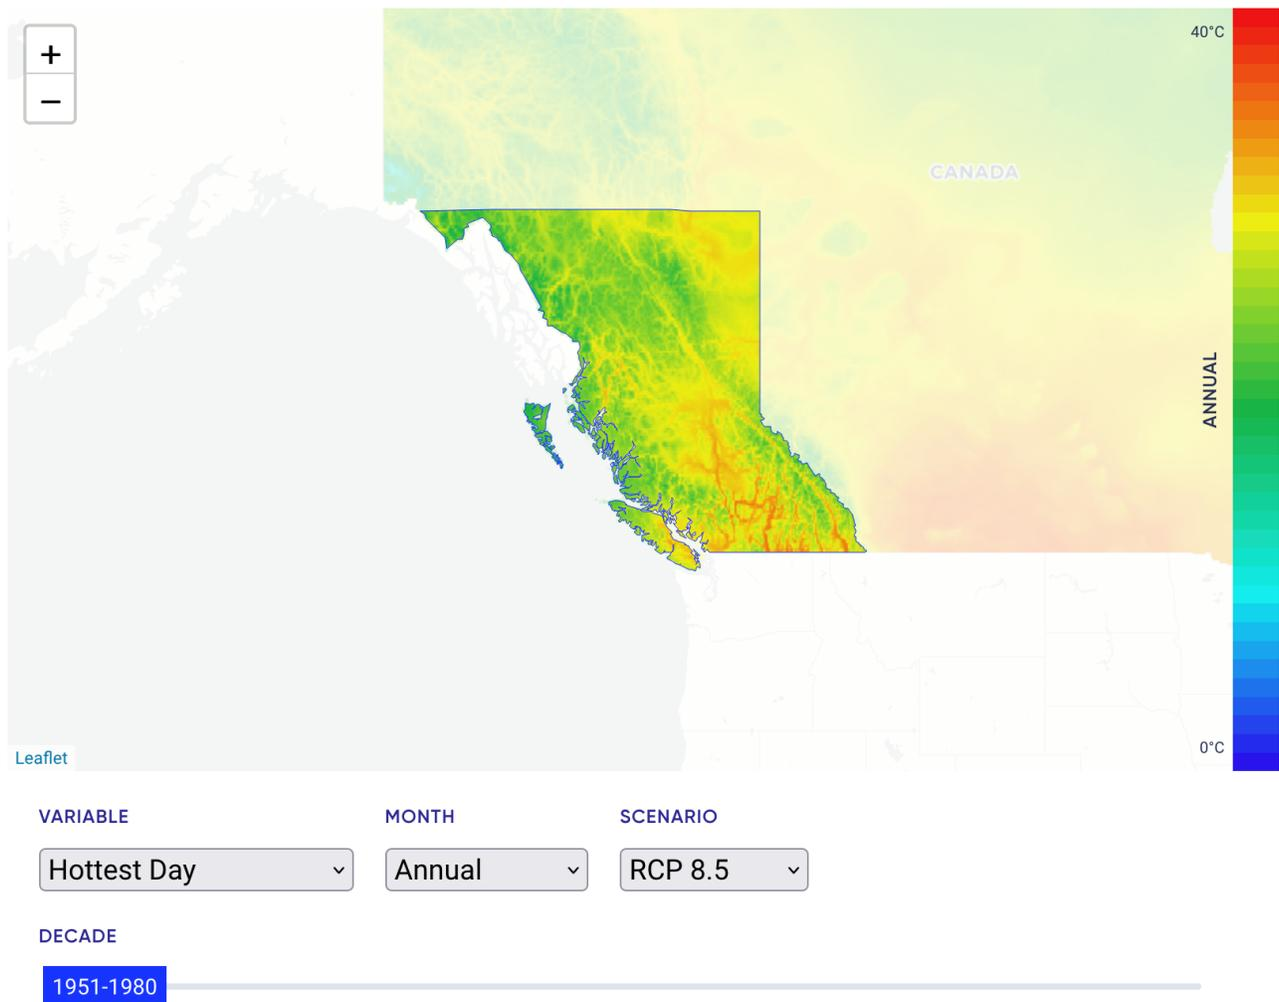 +
−
40°C
CANADA
ANNUAL
0°C
Leaflet
VARIABLE MONTH SCENARIO
Hottest Day Annual RCP 8.5
DECADE
1951-1980